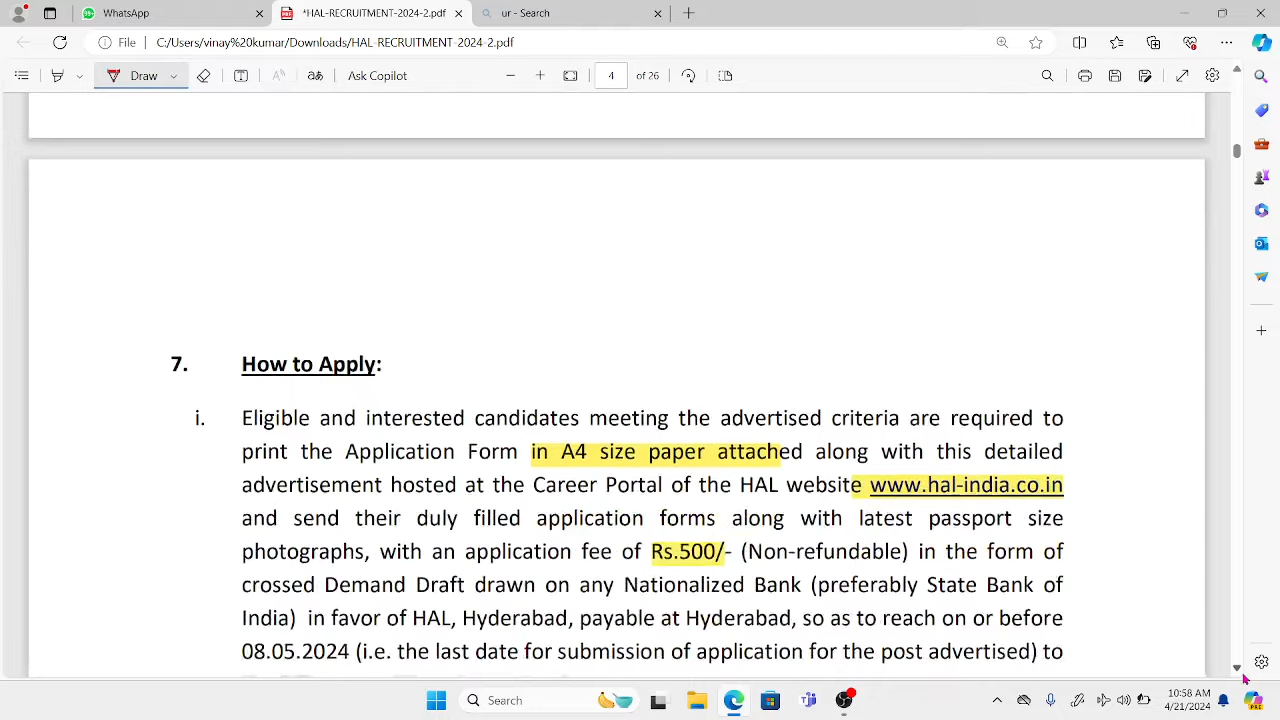 WhatsApp
*HAL-RECRUITMENT-2024-2.pdf
ur - Search
File C:/Users/vinay%20kumar/Downloads/HAL-RECRUITMENT-2024-2.pdf
Draw Ask Copilot 4 of 26
7. How to Apply:
i. Eligible and interested candidates meeting the advertised criteria are required to
print the Application Form in A4 size paper attached along with this detailed
advertisement hosted at the Career Portal of the HAL website www.hal-india.co.in
and send their duly filled application forms along with latest passport size
photographs, with an application fee of Rs.500/- (Non-refundable) in the form of
crossed Demand Draft drawn on any Nationalized Bank (preferably State Bank of
India) in favor of HAL, Hyderabad, payable at Hyderabad, so as to reach on or before
08.05.2024 (i.e. the last date for submission of application for the post advertised) to
Search
10:58 AM
4/21/2024